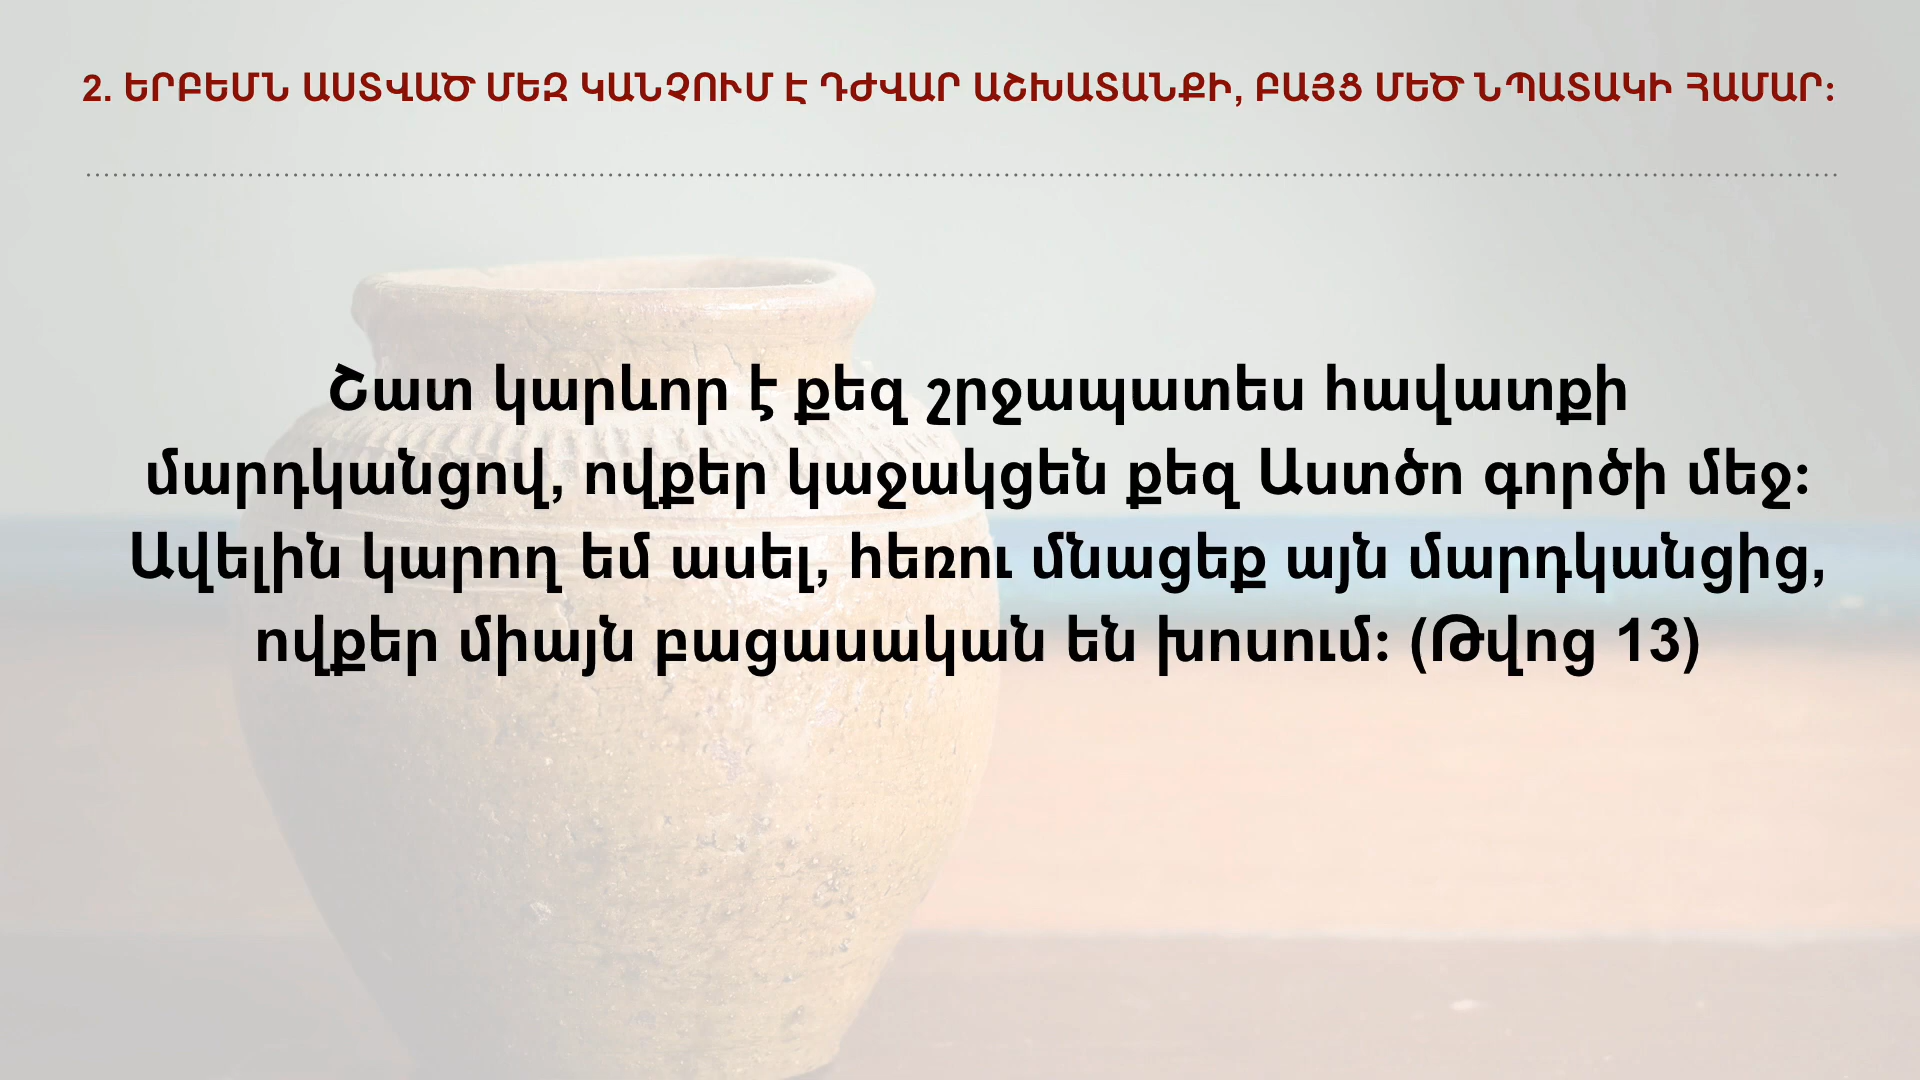 2. ԵՐԲԵՄՆ ԱՍՏՎԱԾ ՄԵԶ ԿԱՆՉՈՒՄ Է ԴԺՎԱՐ ԱՇԽԱՏԱՆՔԻ, ԲԱՅՑ ՄԵԾ ՆՊԱՏԱԿԻ ՀԱՄԱՐ։
Շատ կարևոր է քեզ շրջապատես հավատքի
մարդկանցով, ովքեր կաջակցեն քեզ Աստծո գործի մեջ։
Ավելին կարող եմ ասել, հեռու մնացեք այն մարդկանցից,
ովքեր միայն բացասական են խոսում։ (Թվոց 13)